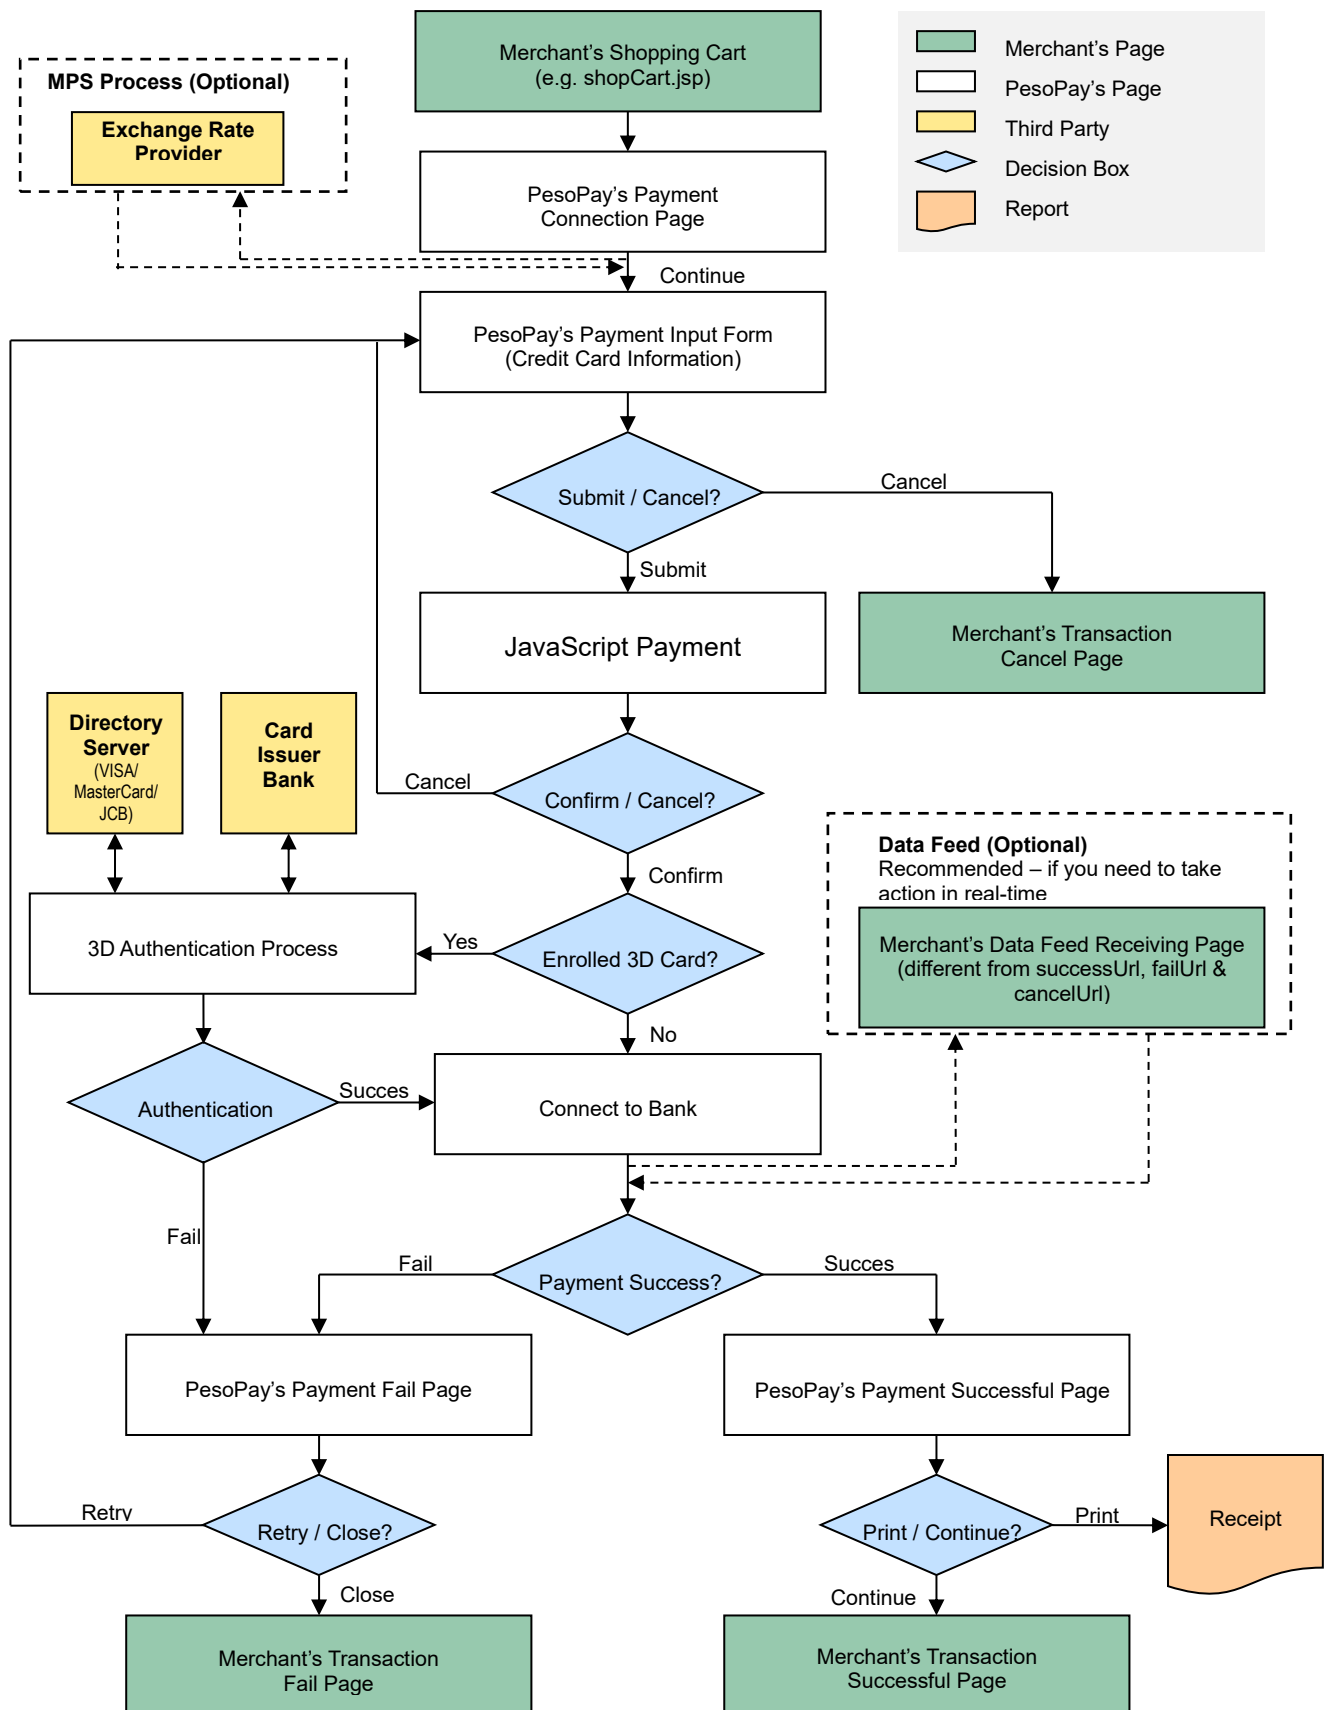 Merchant's Shopping Cart
(e.g. shopCart.jsp)
Merchant's Page
PesoPay's Page
Third Party
Decision Box
Report
MPS Process (Optional)
Exchange Rate
Provider
PesoPay's Payment
Connection Page
Continue
PesoPay's Payment Input Form
(Credit Card Information)
Submit / Cancel?
Cancel
Submit
JavaScript Payment
Merchant's Transaction
Cancel Page
Directory
Server
(VISA/
MasterCard/
JCB)
Card
Issuer
Bank
Cancel
Confirm / Cancel?
Confirm
Data Feed (Optional)
Recommended – if you need to take
action in real-time
Merchant's Data Feed Receiving Page
(different from successUrl, failUrl &
cancelUrl)
3D Authentication Process
Yes
Enrolled 3D Card?
No
Authentication
Succes
Connect to Bank
Fail
Fail
Payment Success?
Succes
PesoPay's Payment Fail Page
PesoPay's Payment Successful Page
Retry
Retry / Close?
Print / Continue?
Print
Receipt
Close
Continue
Merchant's Transaction
Fail Page
Merchant's Transaction
Successful Page